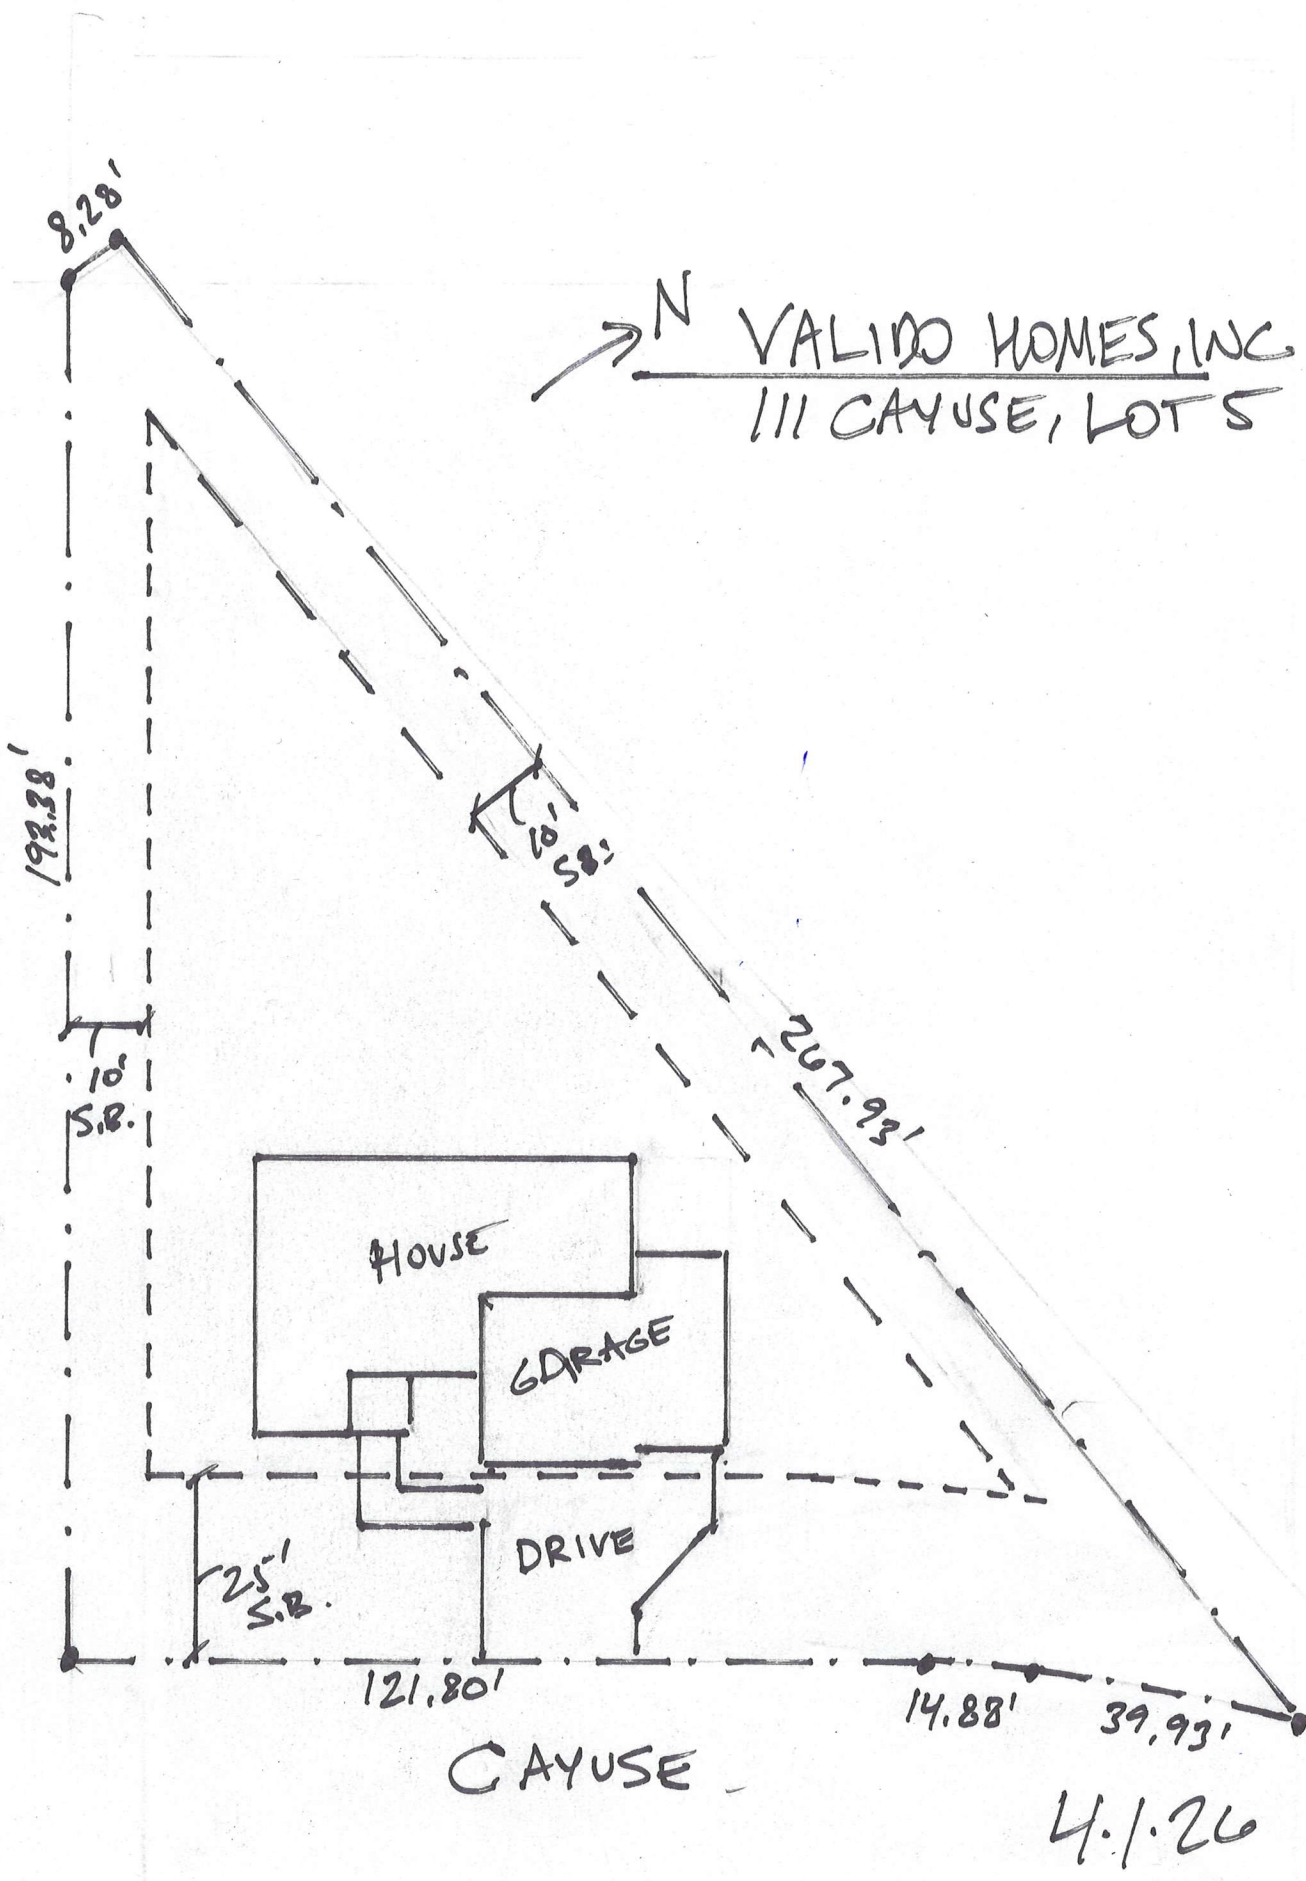 8.28'
N
VALIDO HOMES, INC
111 CAYUSE, LOT 5
193.38'
10'
S.B.
267.93'
10'
S.B.
HOUSE
GARAGE
DRIVE
25'
S.B.
121.80'
14.88'
39.93'
CAYUSE
4.1.26